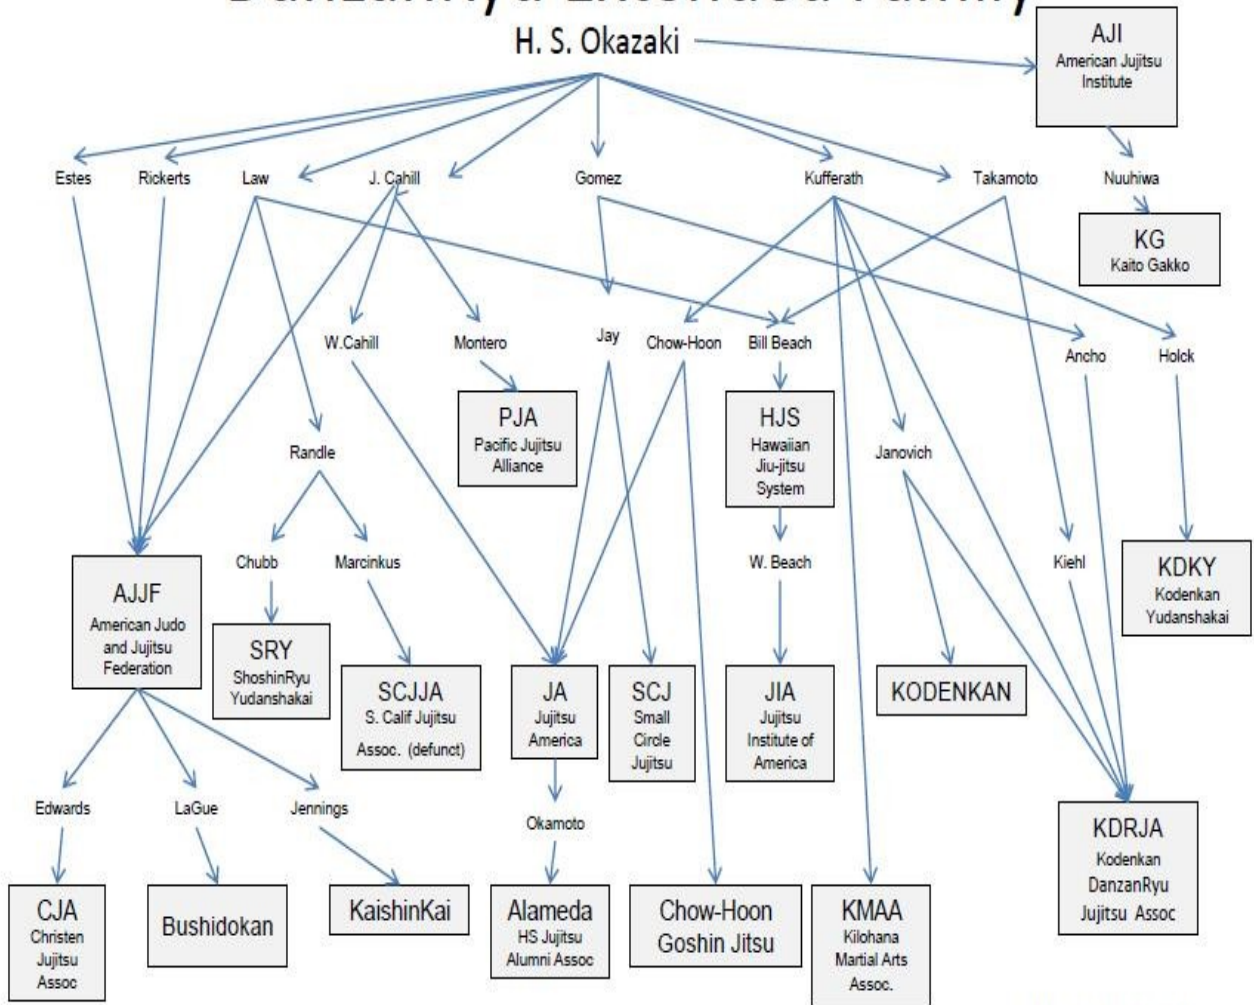 DanzanRyu Extended Family
H. S. Okazaki
AJI
American Jujitsu
Institute
Estes
Rickerts
Law
J. Cahill
Gomez
Kufferath
Takamoto
Nuuhiwa
KG
Kaito Gakko
W.Cahill
Montero
Jay
Chow-Hoon
Bill Beach
Ancho
Holck
PJA
Pacific Jujitsu
Alliance
HJS
Hawaiian
Jiu-jitsu
System
Randle
Janovich
Chubb
Marcinkus
W. Beach
Kiehl
AJJF
American Judo
and Jujitsu
Federation
KDKY
Kodenkan
Yudanshakai
SRY
ShoshinRyu
Yudanshakai
SCJJA
S. Calif Jujitsu
Assoc. (defunct)
JA
Jujitsu
America
SCJ
Small
Circle
Jujitsu
JIA
Jujitsu
Institute of
America
KODENKAN
Edwards
LaGue
Jennings
Okamoto
KDRJA
Kodenkan
DanzanRyu
Jujitsu Assoc
CJA
Christen
Jujitsu
Assoc
Bushidokan
KaishinKai
Alameda
HS Jujitsu
Alumni Assoc
Chow-Hoon
Goshin Jitsu
KMAA
Kilohana
Martial Arts
Assoc.